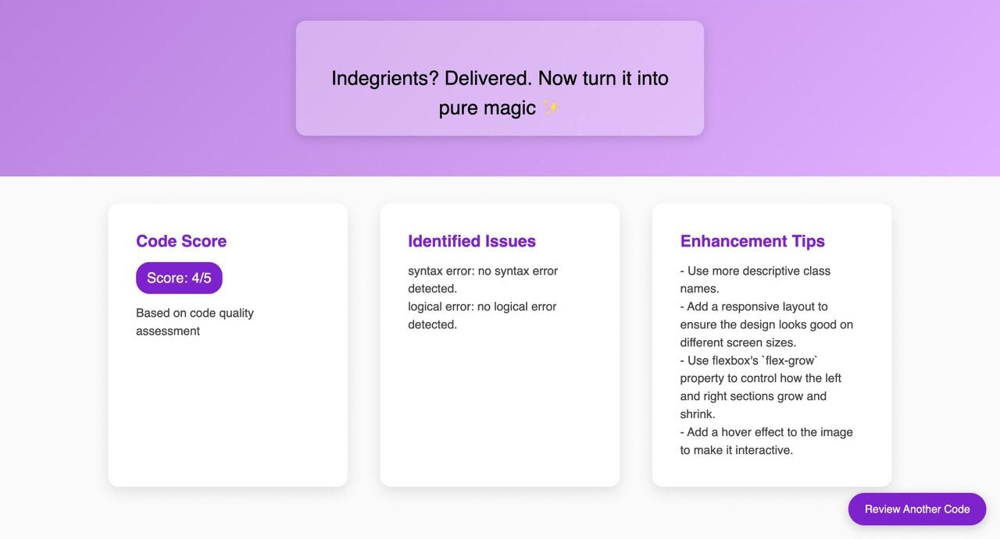 Indegrients? Delivered. Now turn it into
pure magic ✨
Code Score
Score: 4/5
Based on code quality
assessment
Identified Issues
syntax error: no syntax error
detected.
logical error: no logical error
detected.
Enhancement Tips
- Use more descriptive class
names.
- Add a responsive layout to
ensure the design looks good on
different screen sizes.
- Use flexbox's `flex-grow`
property to control how the left
and right sections grow and
shrink.
- Add a hover effect to the image
to make it interactive.
Review Another Code